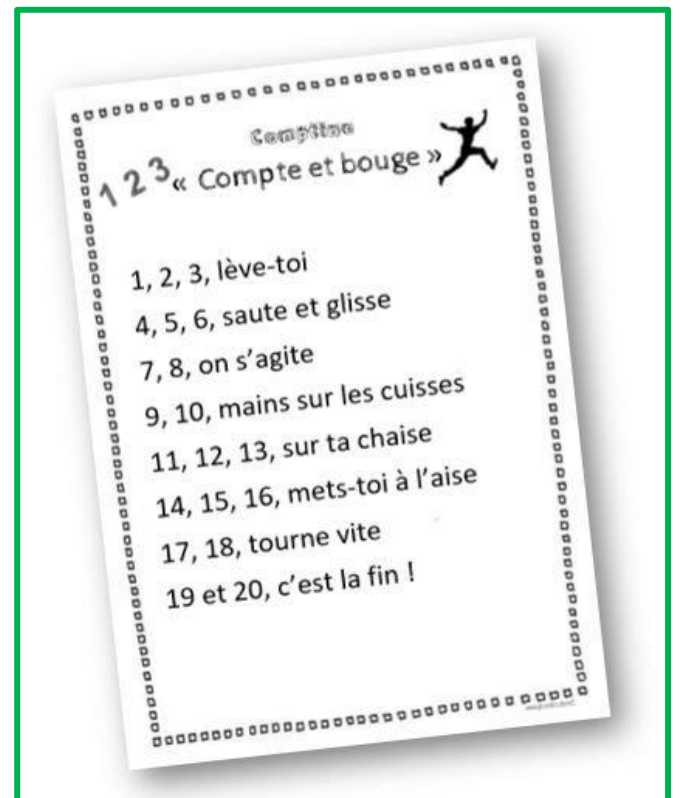 Comptine
1 2 3 « Compte et bouge »
1, 2, 3, lève-toi
4, 5, 6, saute et glisse
7, 8, on s’agite
9, 10, mains sur les cuisses
11, 12, 13, sur ta chaise
14, 15, 16, mets-toi à l’aise
17, 18, tourne vite
19 et 20, c’est la fin !